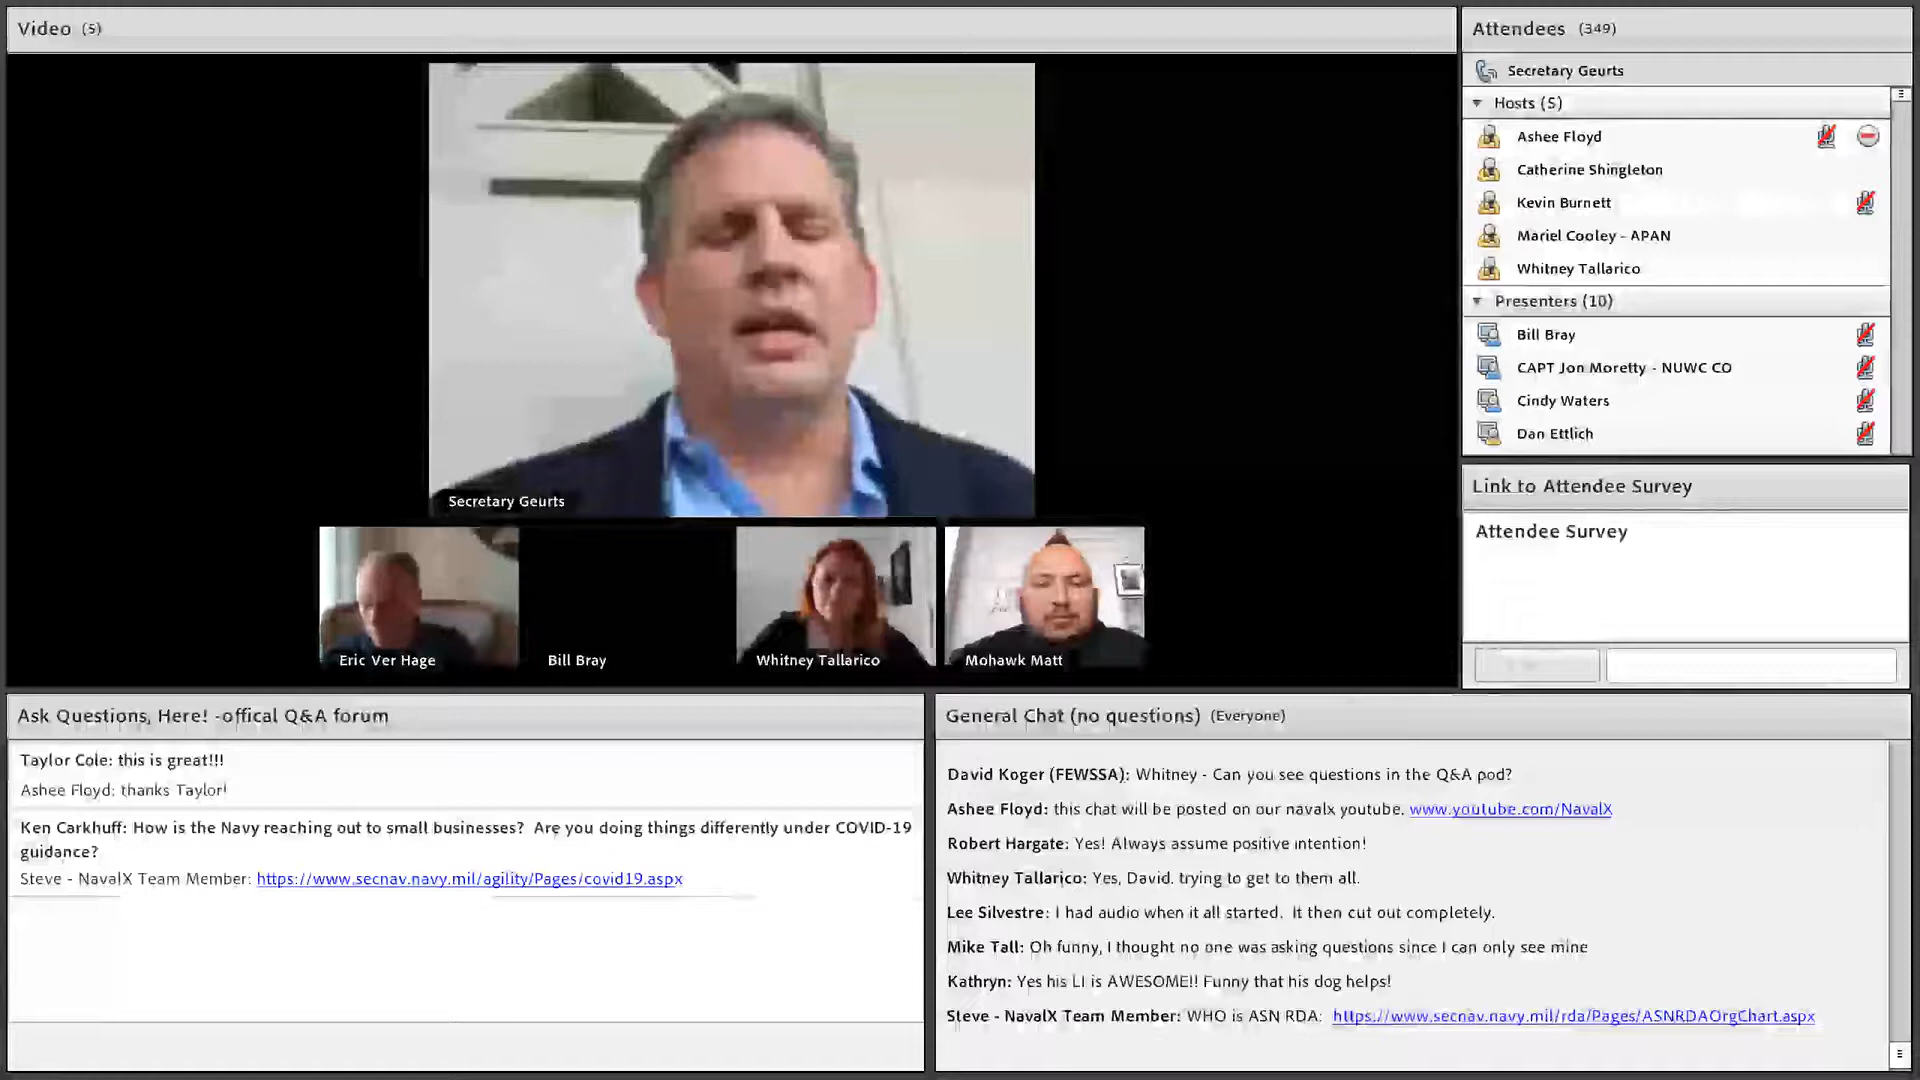 Video (5)
Secretary Geurts
Eric Ver Hage
Bill Bray
Whitney Tallarico
Mohawk Matt
Attendees (349)
Secretary Geurts
Hosts (5)
Ashee Floyd
Catherine Shingleton
Kevin Burnett
Mariel Cooley - APAN
Whitney Tallarico
Presenters (10)
Bill Bray
CAPT Jon Moretty - NUWC CO
Cindy Waters
Dan Ettlich
Link to Attendee Survey
Attendee Survey
Ask Questions, Here! -offical Q&A forum
Taylor Cole: this is great!!!
Ashee Floyd: thanks Taylor!
Ken Carkhuff: How is the Navy reaching out to small businesses? Are you doing things differently under COVID-19
guidance?
Steve - NavalX Team Member: https://www.secnav.navy.mil/agility/Pages/covid19.aspx
General Chat (no questions) (Everyone)
David Koger (FEWSSA): Whitney - Can you see questions in the Q&A pod?
Ashee Floyd: this chat will be posted on our navalx youtube. www.youtube.com/NavalX
Robert Hargate: Yes! Always assume positive intention!
Whitney Tallarico: Yes, David. trying to get to them all.
Lee Silvestre: I had audio when it all started. It then cut out completely.
Mike Tall: Oh funny, I thought no one was asking questions since I can only see mine
Kathryn: Yes his LI is AWESOME!! Funny that his dog helps!
Steve - NavalX Team Member: WHO is ASN RDA: https://www.secnav.navy.mil/rda/Pages/ASNRDAOrgChart.aspx